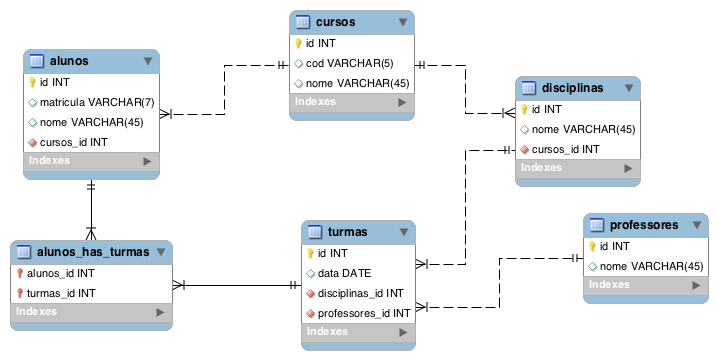 cursos
id INT
cod VARCHAR(5)
nome VARCHAR(45)
Indexes
alunos
id INT
matricula VARCHAR(7)
nome VARCHAR(45)
cursos_id INT
Indexes
disciplinas
id INT
nome VARCHAR(45)
cursos_id INT
Indexes
alunos_has_turmas
alunos_id INT
turmas_id INT
Indexes
turmas
id INT
data DATE
disciplinas_id INT
professores_id INT
Indexes
professores
id INT
nome VARCHAR(45)
Indexes